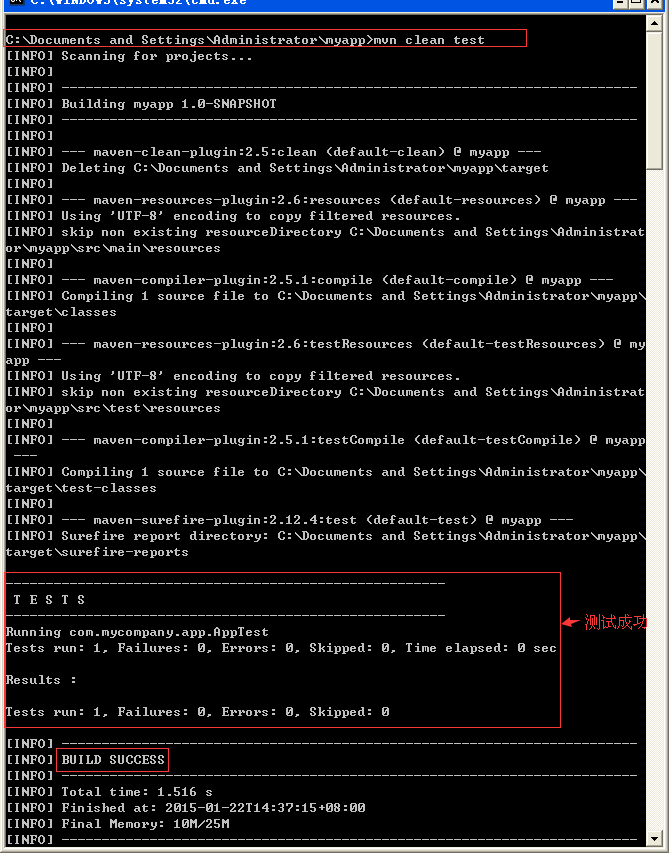 C:\WINDOWS\system32\cmd.exe
C:\Documents and Settings\Administrator\myapp>mvn clean test
[INFO] Scanning for projects...
[INFO]
[INFO] ------------------------------------------------------------------------
[INFO] Building myapp 1.0-SNAPSHOT
[INFO] ------------------------------------------------------------------------
[INFO]
[INFO] --- maven-clean-plugin:2.5:clean (default-clean) @ myapp ---
[INFO] Deleting C:\Documents and Settings\Administrator\myapp\target
[INFO]
[INFO] --- maven-resources-plugin:2.6:resources (default-resources) @ myapp ---
[INFO] Using 'UTF-8' encoding to copy filtered resources.
[INFO] skip non existing resourceDirectory C:\Documents and Settings\Administrat
or\myapp\src\main\resources
[INFO]
[INFO] --- maven-compiler-plugin:2.5.1:compile (default-compile) @ myapp ---
[INFO] Compiling 1 source file to C:\Documents and Settings\Administrator\myapp\
target\classes
[INFO]
[INFO] --- maven-resources-plugin:2.6:testResources (default-testResources) @ my
app ---
[INFO] Using 'UTF-8' encoding to copy filtered resources.
[INFO] skip non existing resourceDirectory C:\Documents and Settings\Administrat
or\myapp\src\test\resources
[INFO]
[INFO] --- maven-compiler-plugin:2.5.1:testCompile (default-testCompile) @ myapp
---
[INFO] Compiling 1 source file to C:\Documents and Settings\Administrator\myapp\
target\test-classes
[INFO]
[INFO] --- maven-surefire-plugin:2.12.4:test (default-test) @ myapp ---
[INFO] Surefire report directory: C:\Documents and Settings\Administrator\myapp\
target\surefire-reports
-------------------------------------------------------
T E S T S
-------------------------------------------------------
Running com.mycompany.app.AppTest
测试成功
Tests run: 1, Failures: 0, Errors: 0, Skipped: 0, Time elapsed: 0 sec
Results :
Tests run: 1, Failures: 0, Errors: 0, Skipped: 0
[INFO] ------------------------------------------------------------------------
[INFO] BUILD SUCCESS
[INFO] ------------------------------------------------------------------------
[INFO] Total time: 1.516 s
[INFO] Finished at: 2015-01-22T14:37:15+08:00
[INFO] Final Memory: 10M/25M
[INFO] ------------------------------------------------------------------------